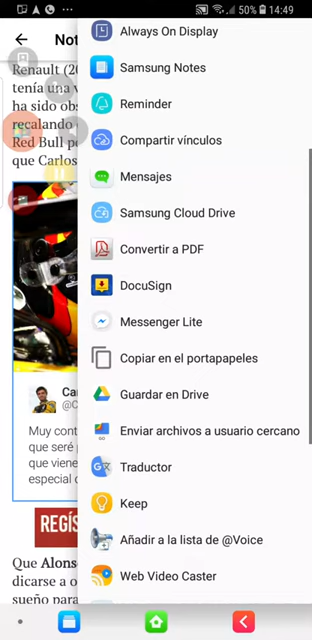 50% 14:49
Not
Renault (20
tenía una v
ha sido obs
recalando
Red Bull p
que Carlos
Always On Display
Samsung Notes
Reminder
Compartir vínculos
Mensajes
Samsung Cloud Drive
Convertir a PDF
DocuSign
Messenger Lite
Copiar en el portapapeles
Guardar en Drive
Enviar archivos a usuario cercano
Traductor
Keep
Añadir a la lista de @Voice
Web Video Caster
Ca
@C
Muy cont
que seré
que viene
especial
REGÍS
Que Alons
dicarse a o
sueño para